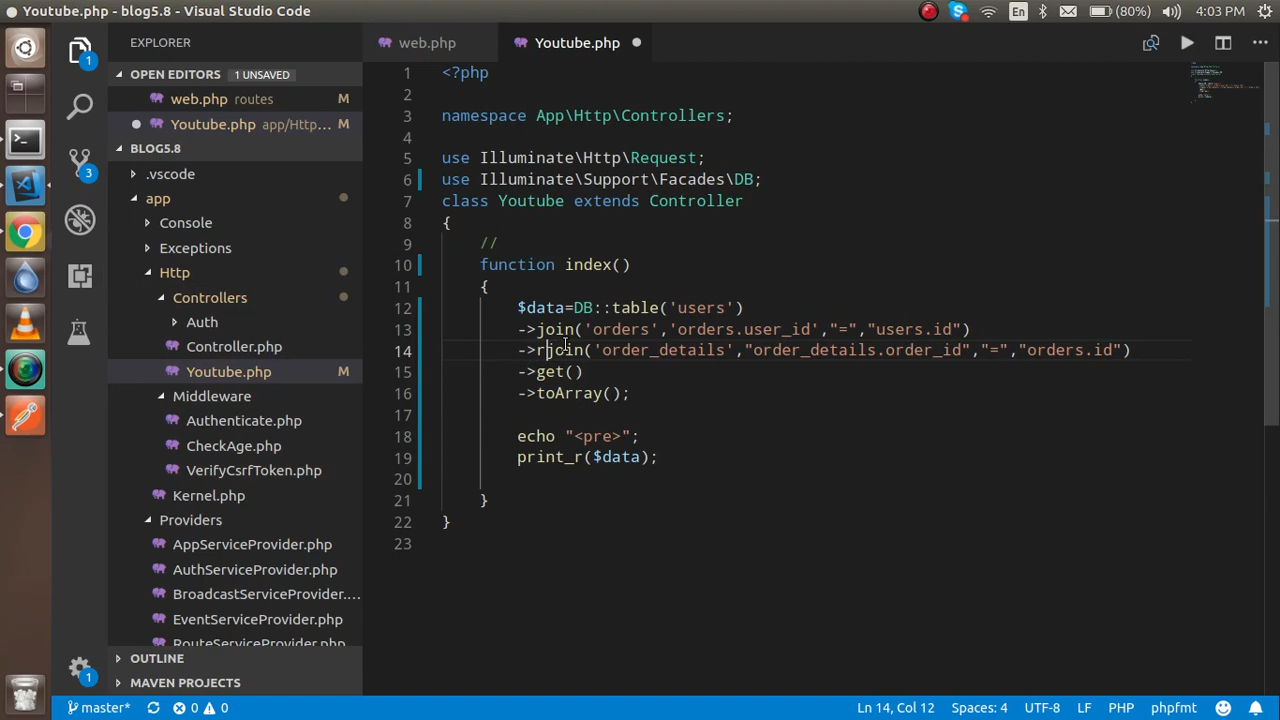 Youtube.php - blog5.8 - Visual Studio Code
En
(80%)
4:03 PM
EXPLORER
web.php
Youtube.php
OPEN EDITORS
1 UNSAVED
web.php routes
M
Youtube.php app/Http...
M
BLOG5.8
.vscode
app
Console
Exceptions
Http
Controllers
Auth
Controller.php
Youtube.php
M
Middleware
Authenticate.php
CheckAge.php
VerifyCsrfToken.php
Kernel.php
Providers
AppServiceProvider.php
AuthServiceProvider.php
BroadcastServiceProvider....
EventServiceProvider.php
RouteServiceProvider.php
OUTLINE
MAVEN PROJECTS
1
3
1
1 <?php
2
3 namespace App\Http\Controllers;
4
5 use Illuminate\Http\Request;
6 use Illuminate\Support\Facades\DB;
7 class Youtube extends Controller
8 {
9 //
10 function index()
11 {
12 $data=DB::table('users')
13 ->join('orders','orders.user_id',"=","users.id")
14 ->rjoin('order_details',"order_details.order_id","=","orders.id")
15 ->get()
16 ->toArray();
17
18 echo "<pre>";
19 print_r($data);
20
21 }
22 }
23
master*
0
0
Ln 14, Col 12
Spaces: 4
UTF-8
LF
PHP
phpfmt